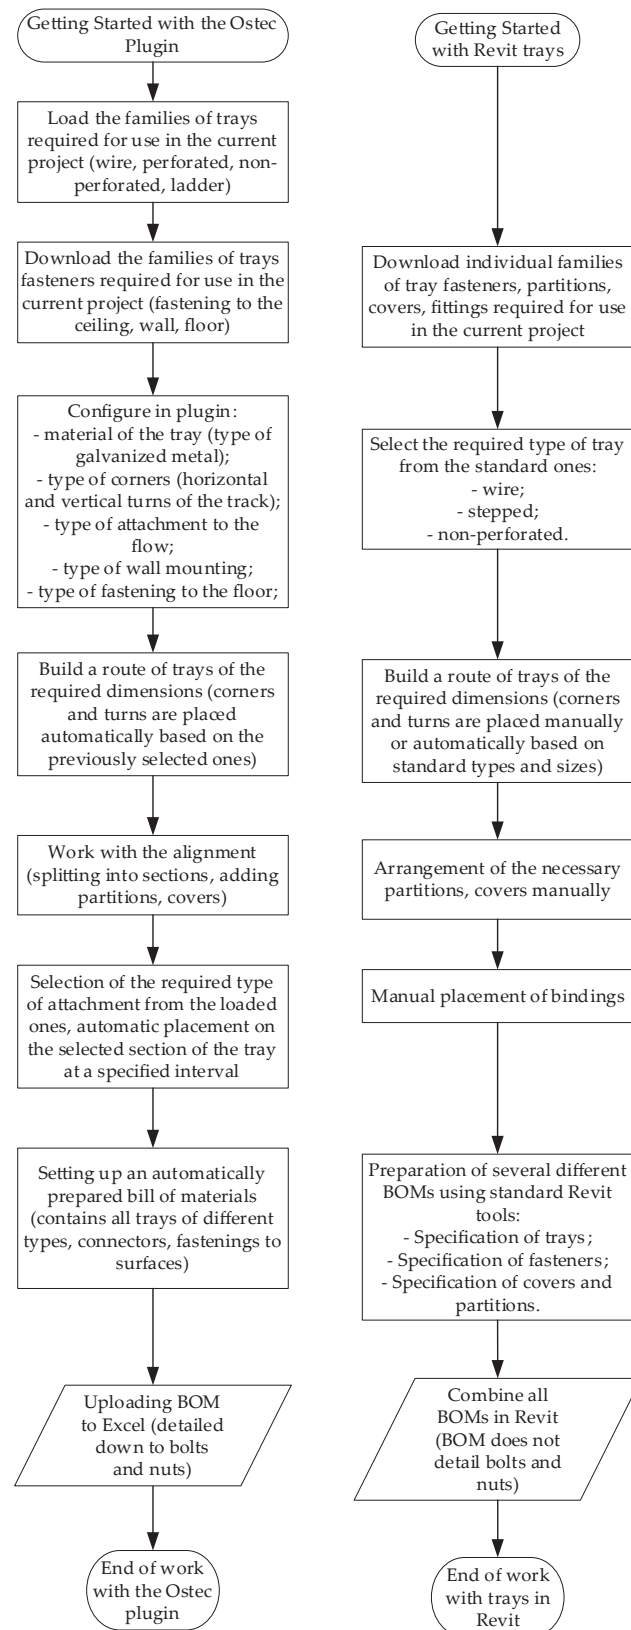 Getting Started with the Ostec
Plugin
Load the families of trays
required for use in the current
project (wire, perforated, non-
perforated, ladder)
Download the families of trays
fasteners required for use in the
current project (fastening to the
ceiling, wall, floor)
Configure in plugin:
- material of the tray (type of
galvanized metal);
- type of corners (horizontal
and vertical turns of the track);
- type of attachment to the
flow;
- type of wall mounting;
- type of fastening to the floor;
Build a route of trays of the
required dimensions (corners
and turns are placed
automatically based on the
previously selected ones)
Work with the alignment
(splitting into sections, adding
partitions, covers)
Selection of the required type
of attachment from the loaded
ones, automatic placement on
the selected section of the tray
at a specified interval
Setting up an automatically
prepared bill of materials
(contains all trays of different
types, connectors, fastenings to
surfaces)
Uploading BOM
to Excel (detailed
down to bolts
and nuts)
End of work
with the Ostec
plugin
Getting Started
with Revit trays
Download individual families
of tray fasteners, partitions,
covers, fittings required for use
in the current project
Select the required type of tray
from the standard ones:
- wire;
- stepped;
- non-perforated.
Build a route of trays of the
required dimensions (corners
and turns are placed manually
or automatically based on
standard types and sizes)
Arrangement of the necessary
partitions, covers manually
Manual placement of bindings
Preparation of several different
BOMs using standard Revit
tools:
- Specification of trays;
- Specification of fasteners;
- Specification of covers and
partitions.
Combine all
BOMs in Revit
(BOM does not
detail bolts and
nuts)
End of work
with trays in
Revit